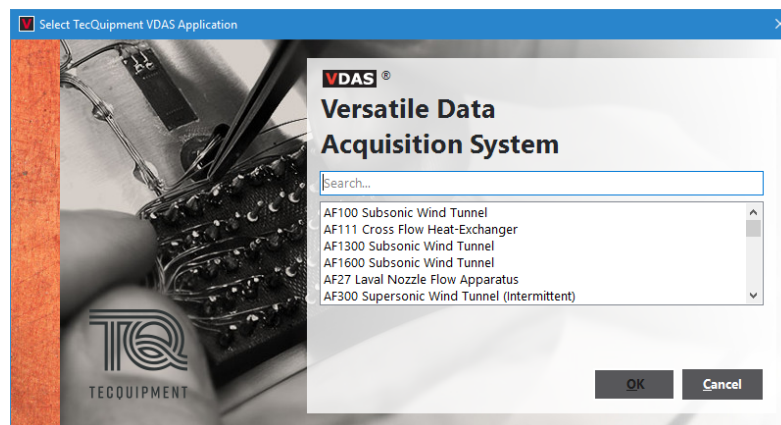 Select TecQuipment VDAS Application
VDAS ®
Versatile Data
Acquisition System
Search...
AF100 Subsonic Wind Tunnel
AF111 Cross Flow Heat-Exchanger
AF1300 Subsonic Wind Tunnel
AF1600 Subsonic Wind Tunnel
AF27 Laval Nozzle Flow Apparatus
AF300 Supersonic Wind Tunnel (Intermittent)
TQ
TECQUIPMENT
OK
Cancel